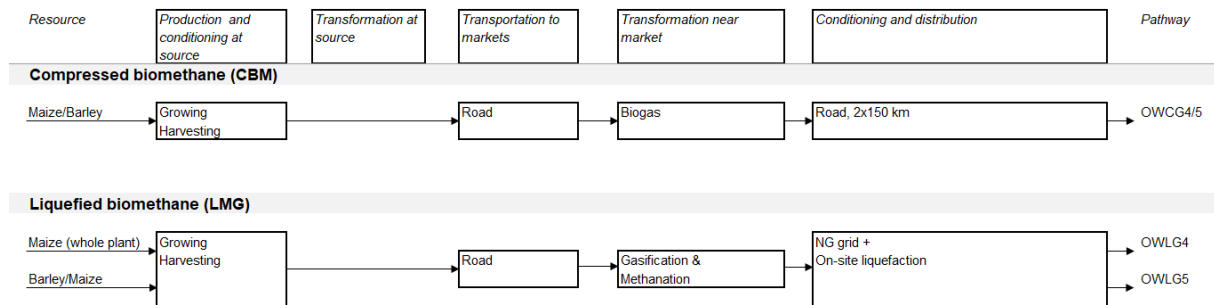 Resource
Production and
conditioning at
source
Transformation at
source
Transportation to
markets
Transformation near
market
Conditioning and distribution
Pathway
Compressed biomethane (CBM)
Maize/Barley
Growing
Harvesting
Road
Biogas
Road, 2x150 km
OWCG4/5
Liquefied biomethane (LMG)
Maize (whole plant)
Barley/Maize
Growing
Harvesting
Road
Gasification &
Methanation
NG grid +
On-site liquefaction
OWLG4
OWLG5